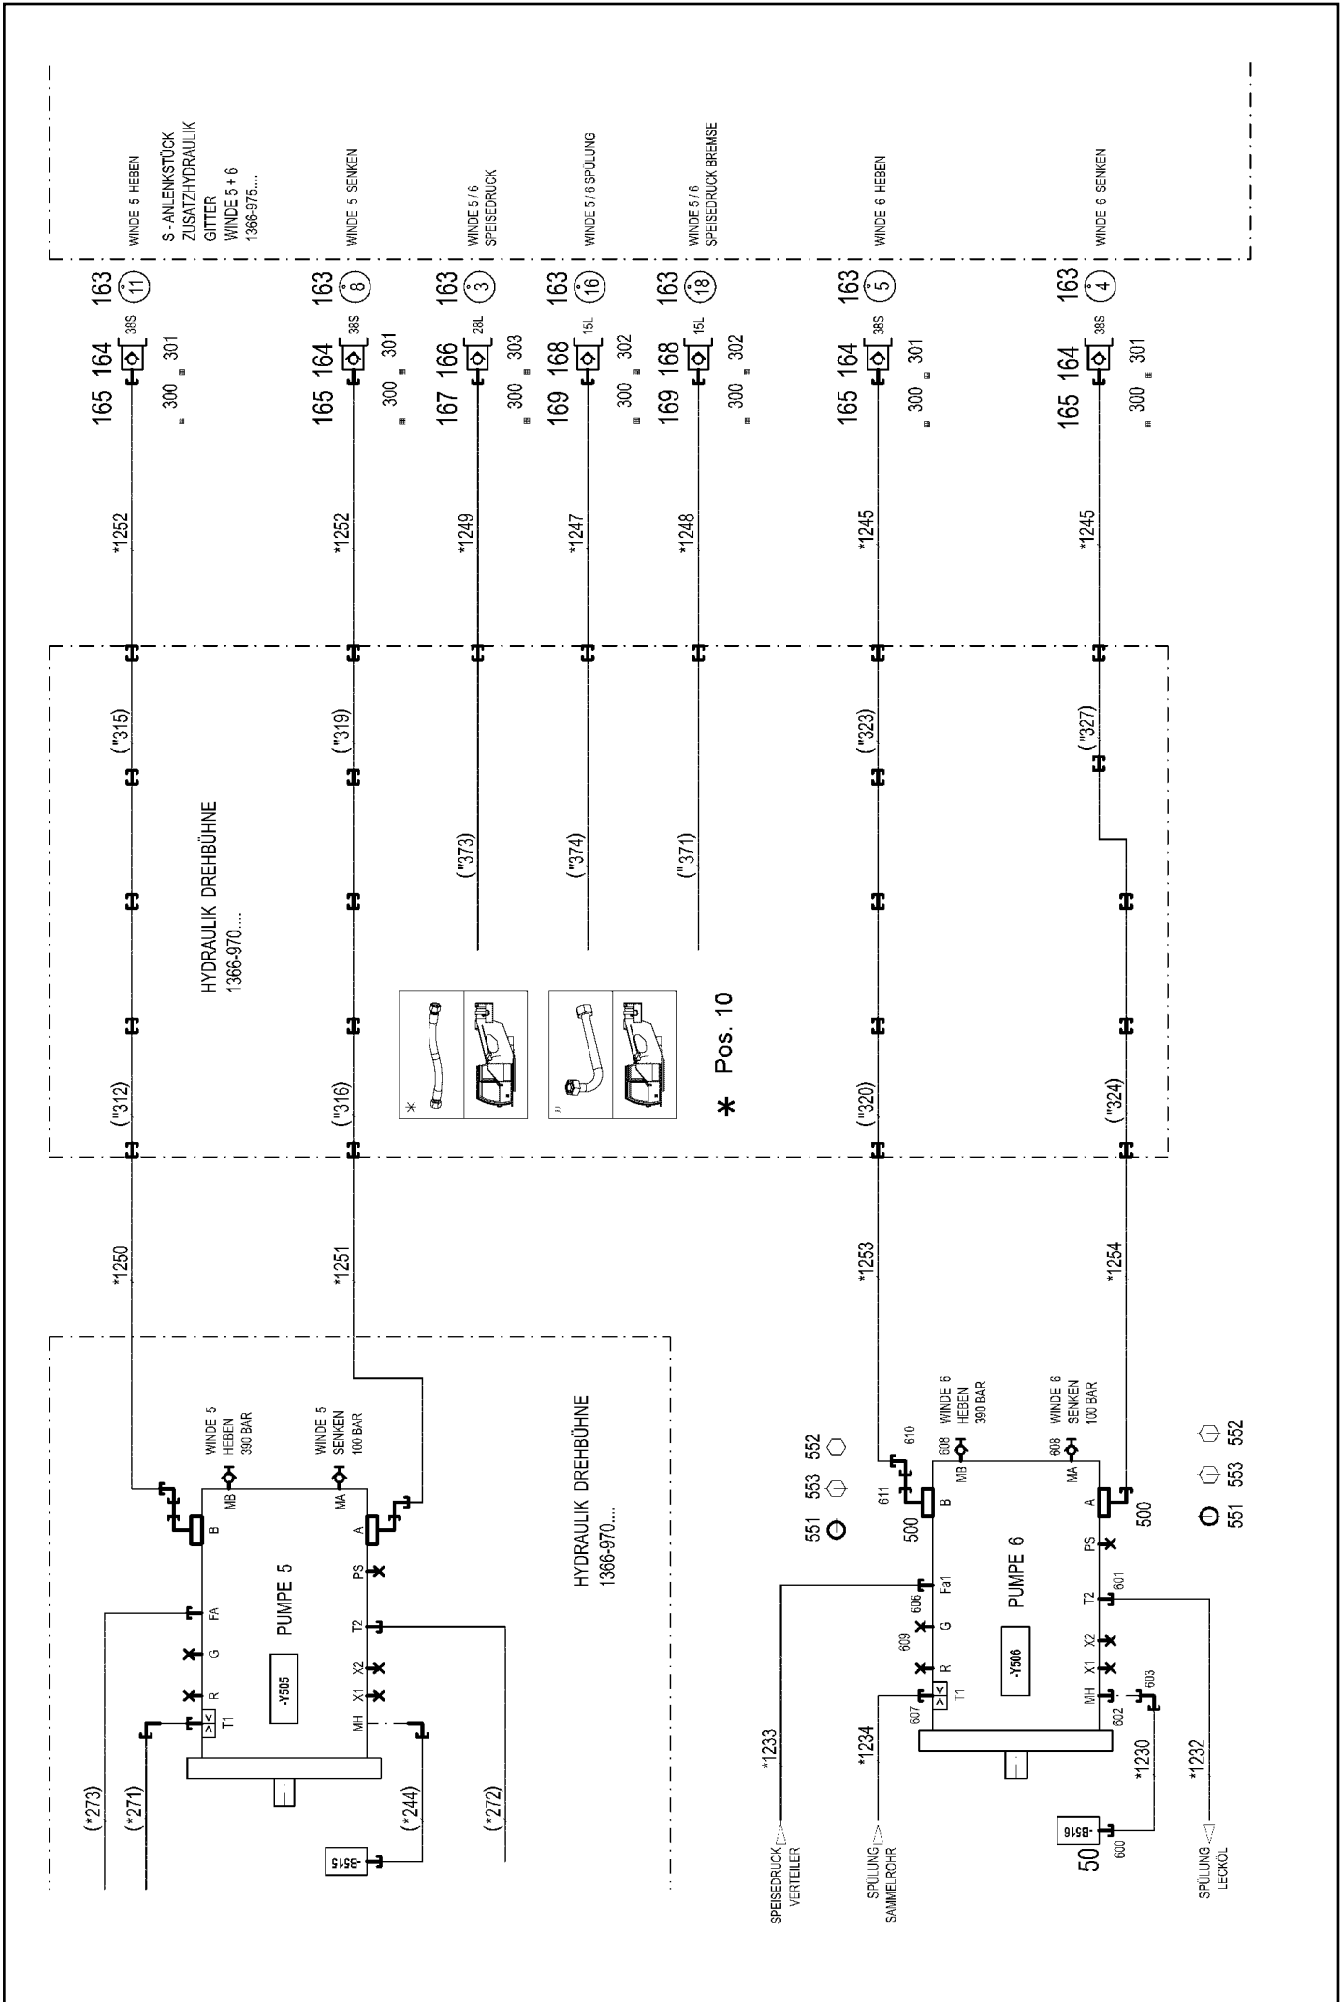 WINDE 5 HEBEN
S - ANLENKSTÜCK
ZUSATZHYDRAULIK
GITTER
WINDE 5 + 6
1366-975....
WINDE 5 SENKEN
WINDE 5 / 6
SPEISEDRUCK
WINDE 5 / 6 SPÜLUNG
WINDE 5 / 6
SPEISEDRUCK BREMSE
WINDE 6 HEBEN
WINDE 6 SENKEN
163 11
163 8
163 3
163 16
163 18
163 5
163 4
165 164 38S
300 301
165 164 38S
300 301
167 166 28L
300 303
169 168 15L
300 302
169 168 15L
300 302
165 164 38S
300 301
165 164 38S
300 301
*1252
*1252
*1249
*1247
*1248
*1245
*1245
HYDRAULIK DREHBÜHNE
1366-970....
("312) ("315)
("316) ("319)
("373)
("374)
("371)
("320) ("323)
("324) ("327)
*
"
* Pos. 10
*1250
*1251
*1253
*1254
HYDRAULIK DREHBÜHNE
1366-970....
WINDE 5
HEBEN
390 BAR
MB
WINDE 5
SENKEN
100 BAR
MA
PUMPE 5
-Y505
T1 R G FA B
MH X1 X2 T2 PS A
(*273)
(*271)
(*244)
(*272)
-B515
551 553 552
611 610
500
608
WINDE 6
HEBEN
390 BAR
MB
608
WINDE 6
SENKEN
100 BAR
MA
PUMPE 6
-Y506
607 609 606
T1 R G Fa1 B
MH X1 X2 T2 PS A
602 603 601
500
551 553 552
*1233
*1234
*1230
*1232
SPEISEDRUCK
VERTEILER
SPÜLUNG
SAMMELROHR
-B516
50 600
SPÜLUNG
LECKÖL